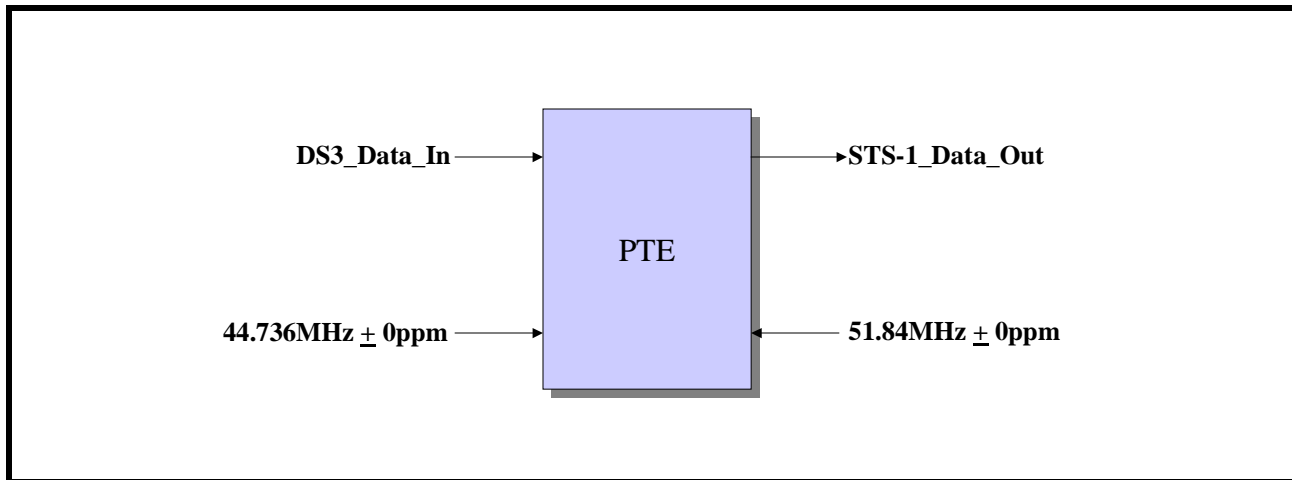 DS3_Data_In
STS-1_Data_Out
PTE
44.736MHz ± 0ppm
51.84MHz ± 0ppm